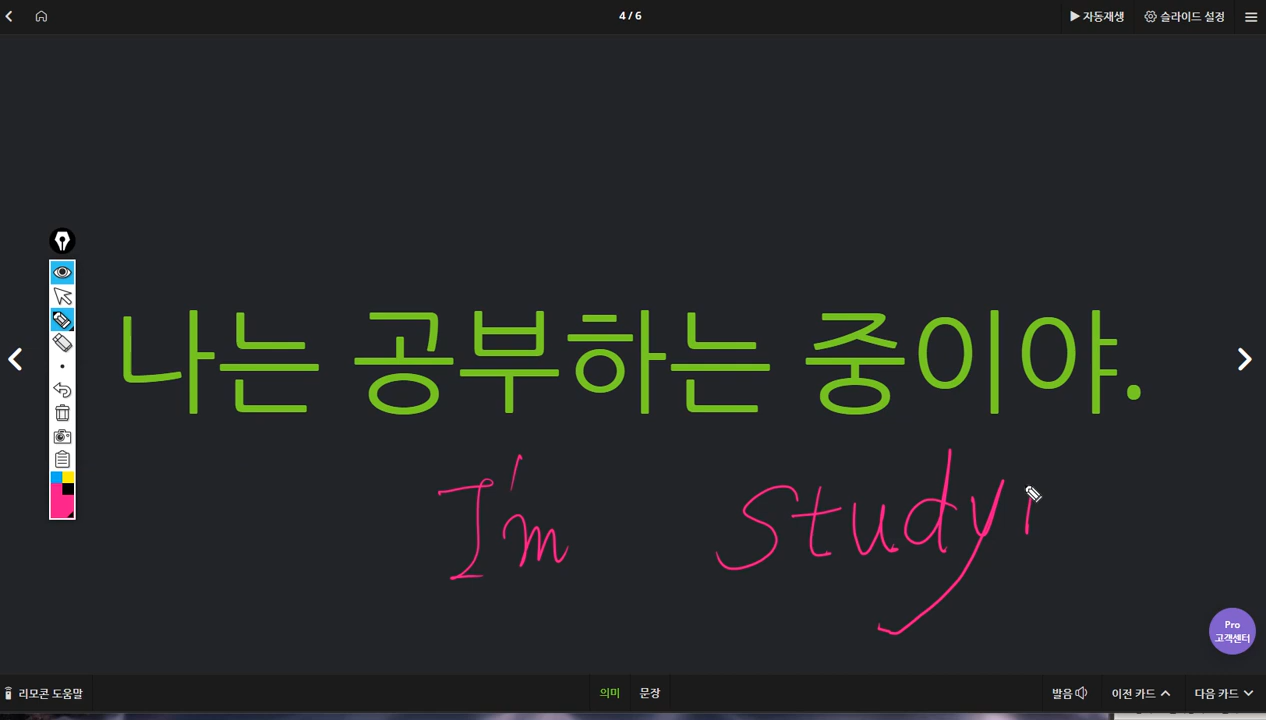 4 / 6
자동재생
슬라이드 설정
나는 공부하는 중이야.
I'm studyi
Pro
고객센터
리모콘 도움말
의미
문장
발음
이전 카드
다음 카드